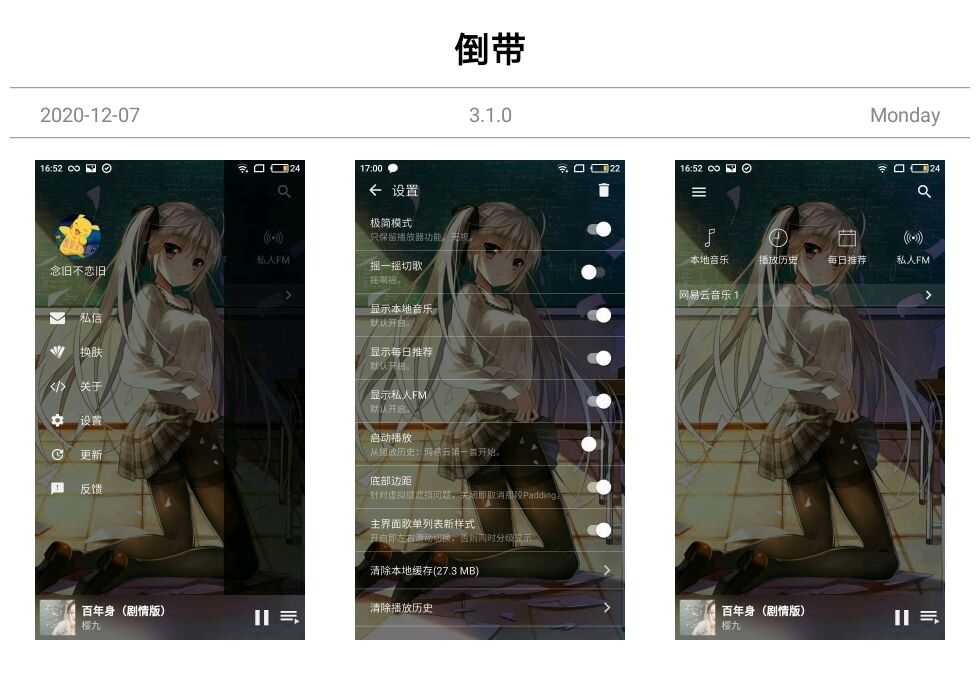 倒带
2020-12-07 3.1.0 Monday
16:52 24
私人FM
念旧不恋旧
私信
换肤
关于
设置
更新
反馈
百年身（剧情版）
樱九
17:00 22
设置
极简模式
只保留播放器功能，无视。
摇一摇切歌
摇啊摇。
显示本地音乐
默认开启。
显示每日推荐
默认开启。
显示私人FM
默认开启。
启动播放
从播放历史：网易云第一首开始。
底部边距
针对虚拟键遮挡问题，关闭即取消那段Padding。
主界面歌单列表新样式
开启即左右滑动切换，否则同时分级显示
清除本地缓存(27.3 MB)
清除播放历史
百年身（剧情版）
樱九
16:52 24
本地音乐 播放历史 每日推荐 私人FM
网易云音乐 1
百年身（剧情版）
樱九